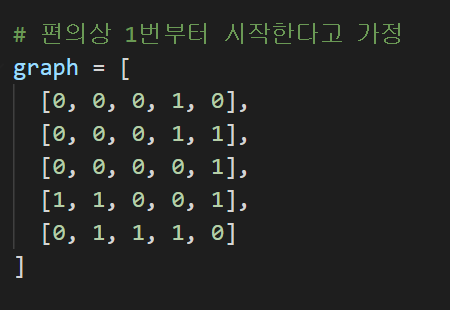 # 편의상 1번부터 시작한다고 가정
graph = [
[0, 0, 0, 1, 0],
[0, 0, 0, 1, 1],
[0, 0, 0, 0, 1],
[1, 1, 0, 0, 1],
[0, 1, 1, 1, 0]
]